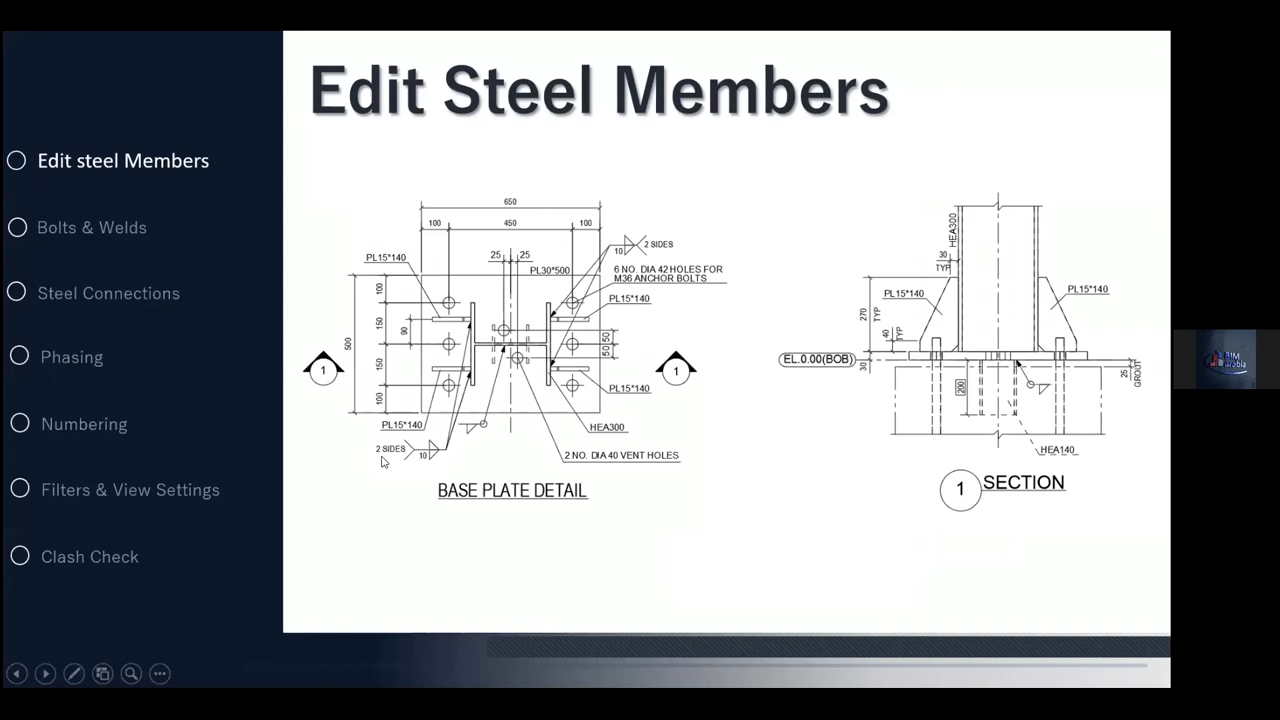 Edit Steel Members
Edit steel Members
Bolts & Welds
Steel Connections
Phasing
Numbering
Filters & View Settings
Clash Check
650
100
450
100
25
25
2 SIDES
10
PL15*140
PL30*500
6 NO. DIA 42 HOLES FOR
M36 ANCHOR BOLTS
PL15*140
100
150
90
500
150
100
50
50
1
1
PL15*140
PL15*140
HEA300
2 SIDES
10
2 NO. DIA 40 VENT HOLES
BASE PLATE DETAIL
HEA300
30
TYP
PL15*140
PL15*140
270
TYP
40
TYP
EL.0.00(BOB)
30
200
25
GROUT
HEA140
1
SECTION
BIM
arabia